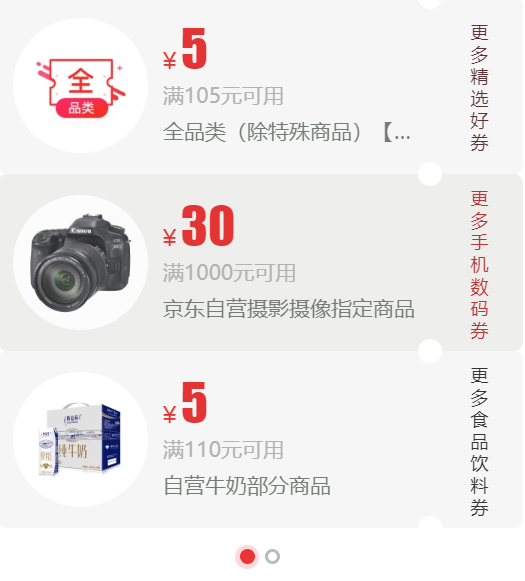 全
品类
¥5
满105元可用
全品类（除特殊商品）【...
更多精选好券
Canon
¥30
满1000元可用
京东自营摄影摄像指定商品
更多手机数码券
纯牛奶
¥5
满110元可用
自营牛奶部分商品
更多食品饮料券